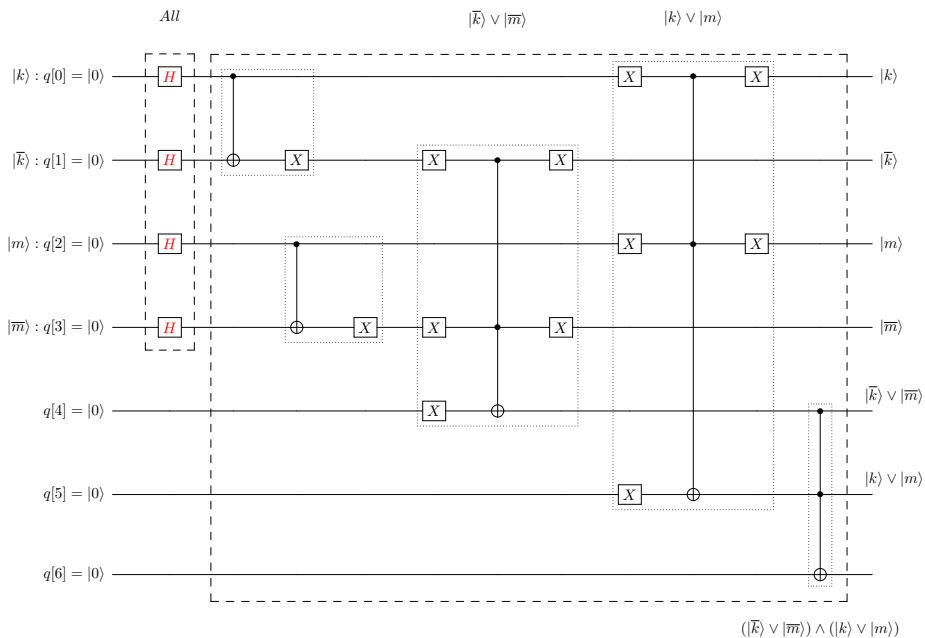 All |k̅⟩ ∨ |m̅⟩ |k⟩ ∨ |m⟩
|k⟩ : q[0] = |0⟩ H X X |k⟩
|k̅⟩ : q[1] = |0⟩ H X X X |k̅⟩
|m⟩ : q[2] = |0⟩ H X X |m⟩
|m̅⟩ : q[3] = |0⟩ H X X X |m̅⟩
|k̅⟩ ∨ |m̅⟩
q[4] = |0⟩ X
|k⟩ ∨ |m⟩
q[5] = |0⟩ X
q[6] = |0⟩
(|k̅⟩ ∨ |m̅⟩) ∧ (|k⟩ ∨ |m⟩)